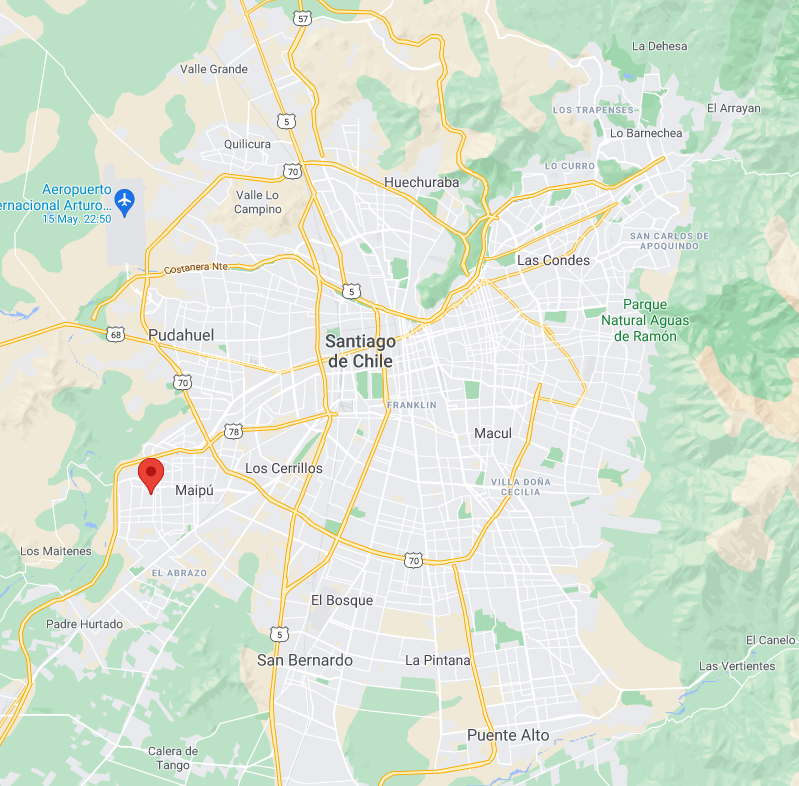 57
La Dehesa
Valle Grande
El Arrayan
LOS TRAPENSES
5
Lo Barnechea
Quilicura
LO CURRO
70
Huechuraba
Aeropuerto
ernacional Arturo...
15 May. 22:50
Valle Lo
Campino
SAN CARLOS DE
APOQUINDO
Las Condes
Costanera Nte.
5
Parque
Natural Aguas
de Ramón
68
Pudahuel
Santiago
de Chile
70
FRANKLIN
78
Macul
Los Cerrillos
Maipú
VILLA DOÑA
CECILIA
Los Maitenes
70
EL ABRAZO
El Bosque
Padre Hurtado
5
El Canelo
San Bernardo
La Pintana
Las Vertientes
Puente Alto
Calera de
Tango